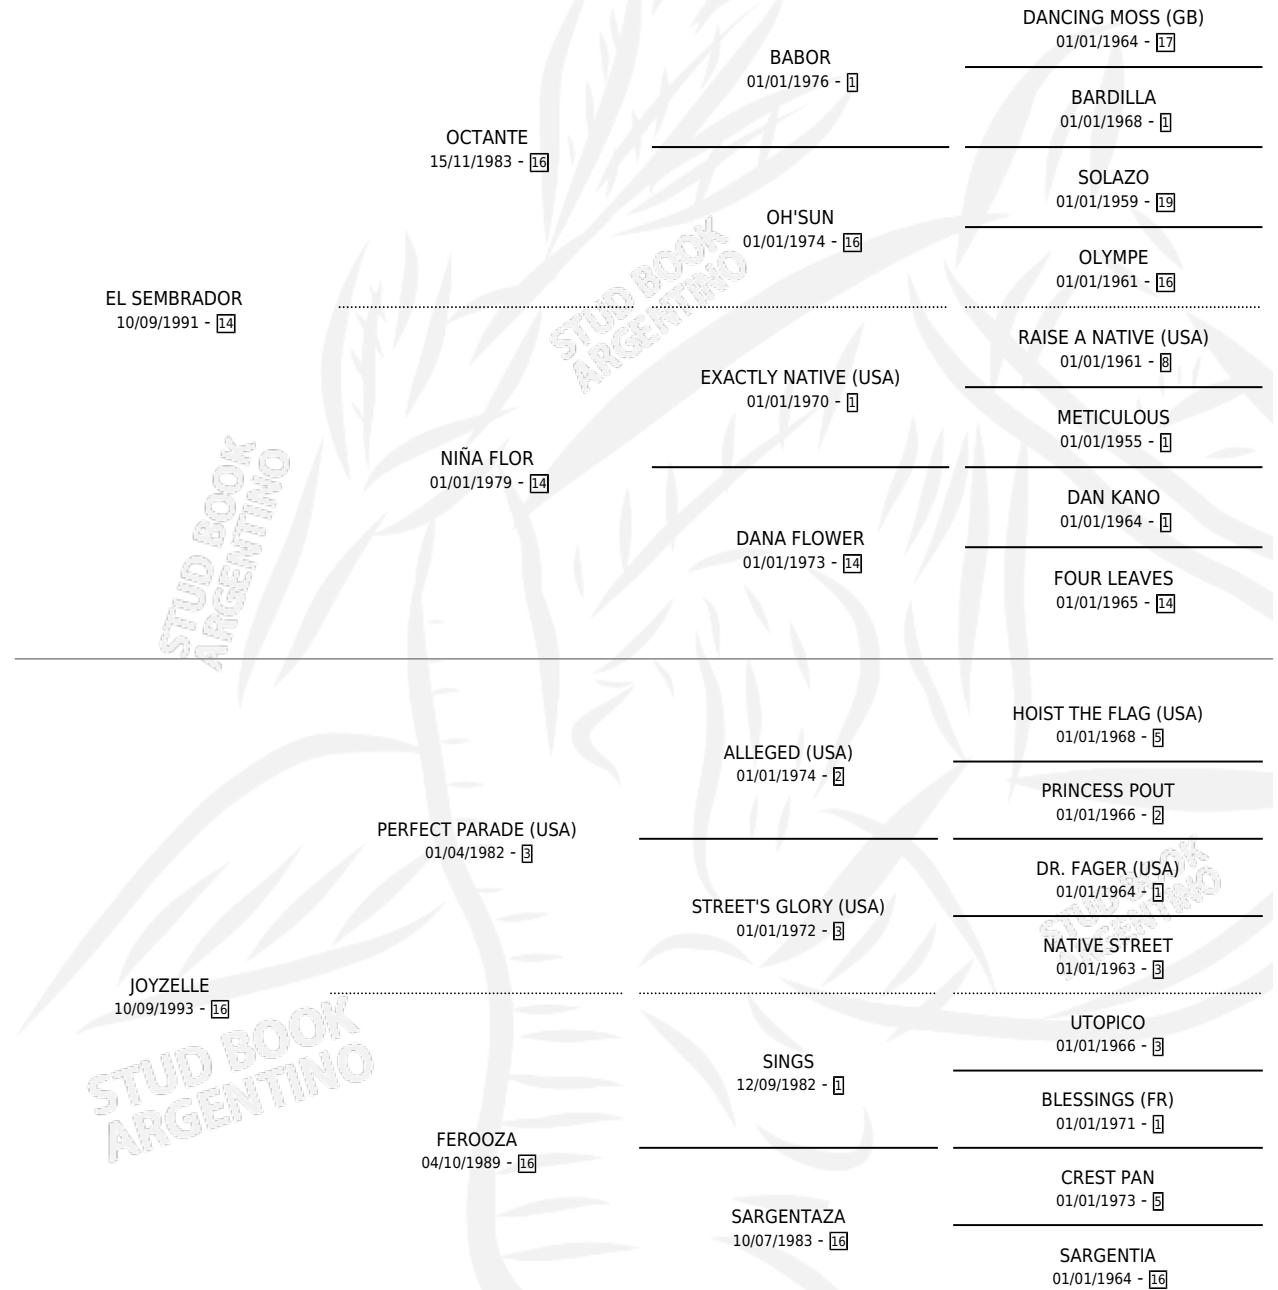 EL SEMBRADOR
10/09/1991 - 14
OCTANTE
15/11/1983 - 16
BABOR
01/01/1976 - 1
DANCING MOSS (GB)
01/01/1964 - 17
BARDILLA
01/01/1968 - 1
OH'SUN
01/01/1974 - 16
SOLAZO
01/01/1959 - 19
OLYMPE
01/01/1961 - 16
NIÑA FLOR
01/01/1979 - 14
EXACTLY NATIVE (USA)
01/01/1970 - 1
RAISE A NATIVE (USA)
01/01/1961 - 8
METICULOUS
01/01/1955 - 1
DANA FLOWER
01/01/1973 - 14
DAN KANO
01/01/1964 - 1
FOUR LEAVES
01/01/1965 - 14
JOYZELLE
10/09/1993 - 16
PERFECT PARADE (USA)
01/04/1982 - 3
ALLEGED (USA)
01/01/1974 - 2
HOIST THE FLAG (USA)
01/01/1968 - 5
PRINCESS POUT
01/01/1966 - 2
STREET'S GLORY (USA)
01/01/1972 - 3
DR. FAGER (USA)
01/01/1964 - 1
NATIVE STREET
01/01/1963 - 3
FEROOZA
04/10/1989 - 16
SINGS
12/09/1982 - 1
UTOPICO
01/01/1966 - 3
BLESSINGS (FR)
01/01/1971 - 1
SARGENTAZA
10/07/1983 - 16
CREST PAN
01/01/1973 - 5
SARGENTIA
01/01/1964 - 16
STUD BOOK
ARGENTINO
STUD BOOK
ARGENTINO
STUD BOOK
ARGENTINO
STUD BOOK
ARGENTINO